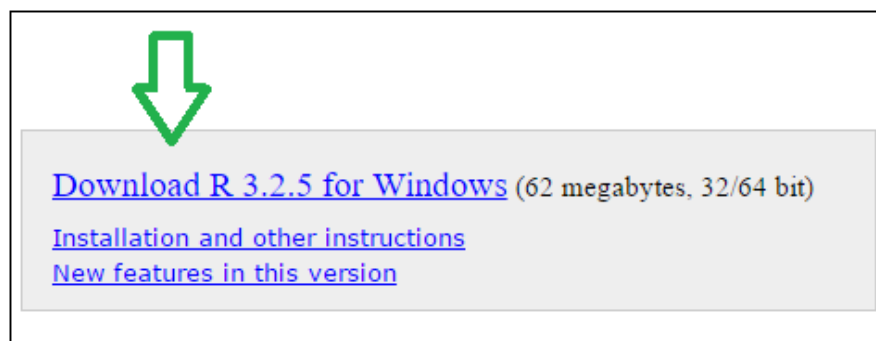 Download R 3.2.5 for Windows (62 megabytes, 32/64 bit)
Installation and other instructions
New features in this version